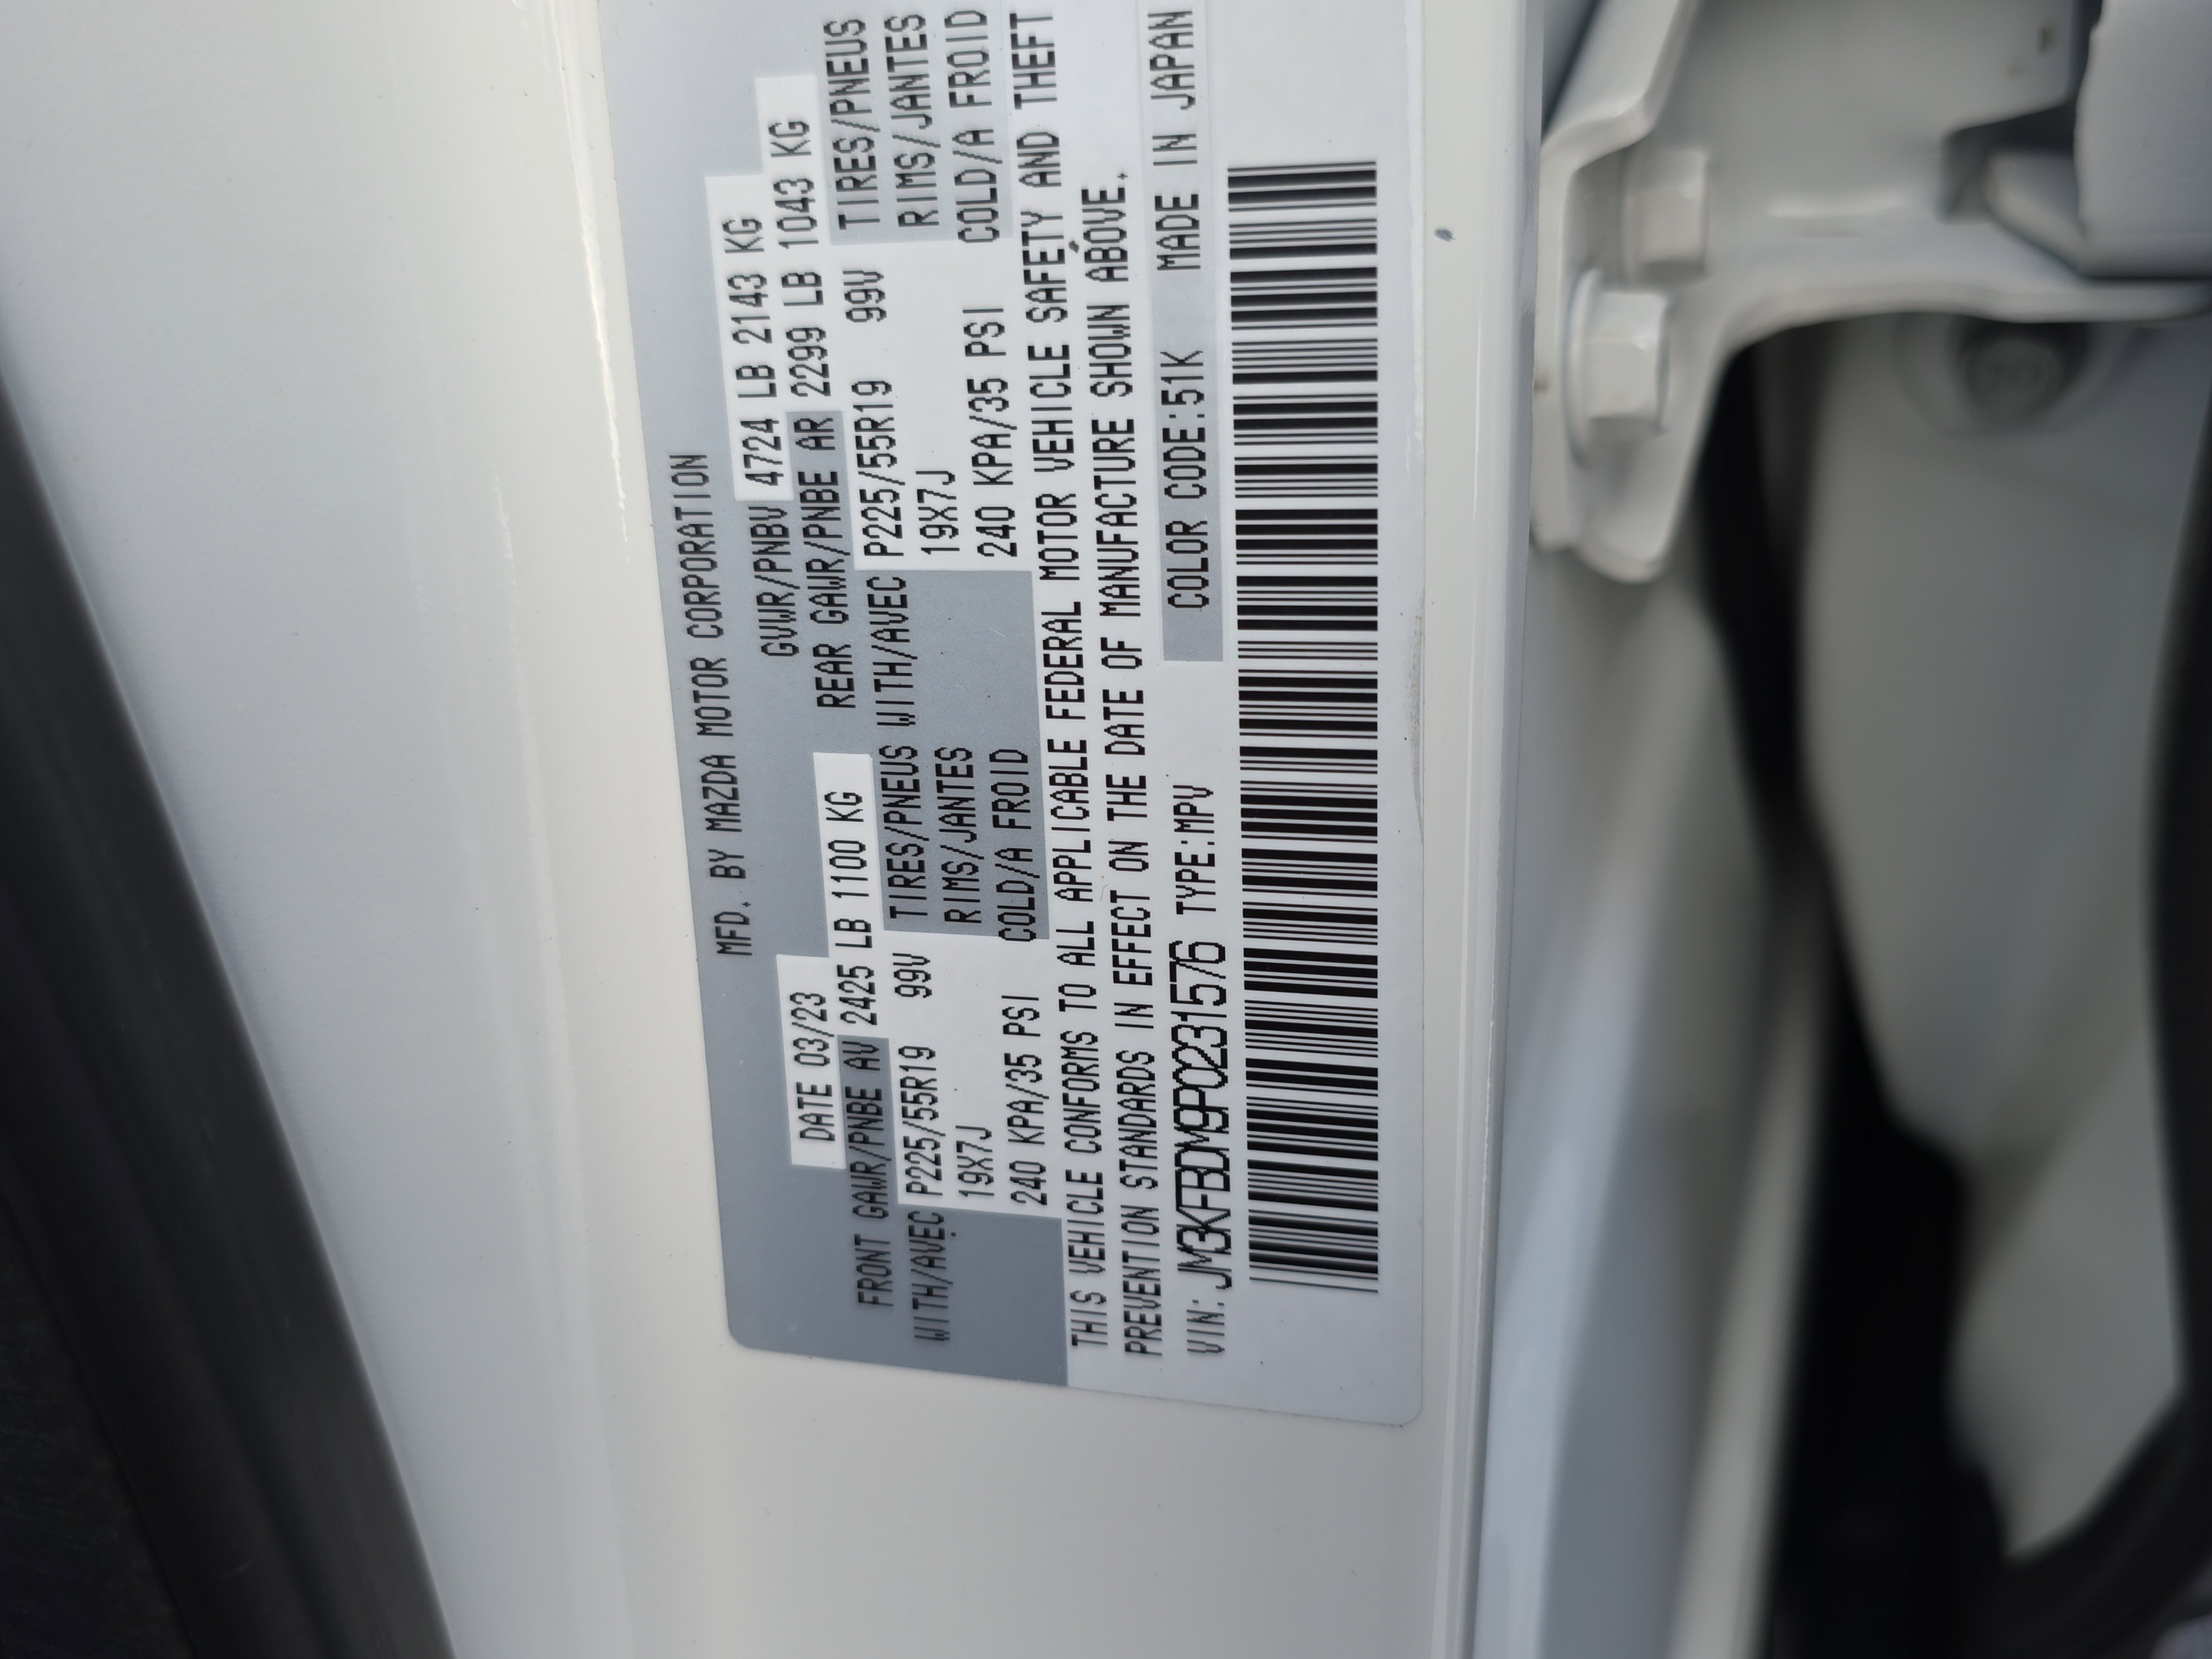 MFD. BY MAZDA MOTOR CORPORATION
DATE 03/23 GVWR/PNBV 4724 LB 2143 KG
FRONT GAWR/PNBE AV 2425 LB 1100 KG REAR GAWR/PNBE AR 2299 LB 1043 KG
WITH/AVEC P225/55R19 99V TIRES/PNEUS WITH/AVEC P225/55R19 99V TIRES/PNEUS
19X7J RIMS/JANTES 19X7J RIMS/JANTES
240 KPA/35 PSI COLD/A FROID 240 KPA/35 PSI COLD/A FROID
THIS VEHICLE CONFORMS TO ALL APPLICABLE FEDERAL MOTOR VEHICLE SAFETY AND THEFT
PREVENTION STANDARDS IN EFFECT ON THE DATE OF MANUFACTURE SHOWN ABOVE.
VIN: JM3KFBDM9P0231576 TYPE:MPV COLOR CODE:51K MADE IN JAPAN